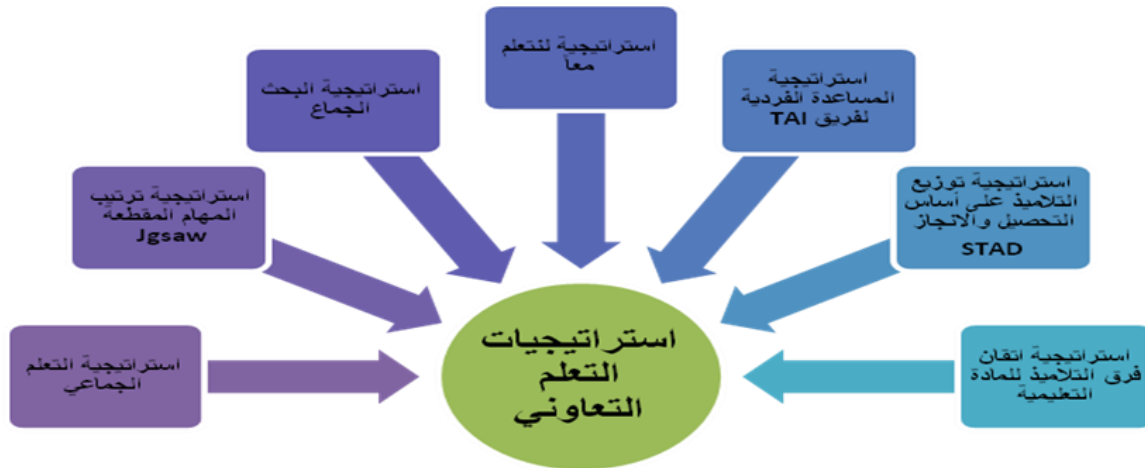 استراتيجية لنتعلم
معاً
استراتيجية
المساعدة الفردية
لفريق TAI
استراتيجية البحث
الجماع
استراتيجية توزيع
التلاميذ على أساس
التحصيل والانجاز
STAD
استراتيجية ترتيب
المهام المقطعة
Jgsaw
استراتيجية اتقان
فرق التلاميذ للمادة
التعليمية
استراتيجية التعلم
الجماعي
استراتيجيات
التعلم
التعاوني